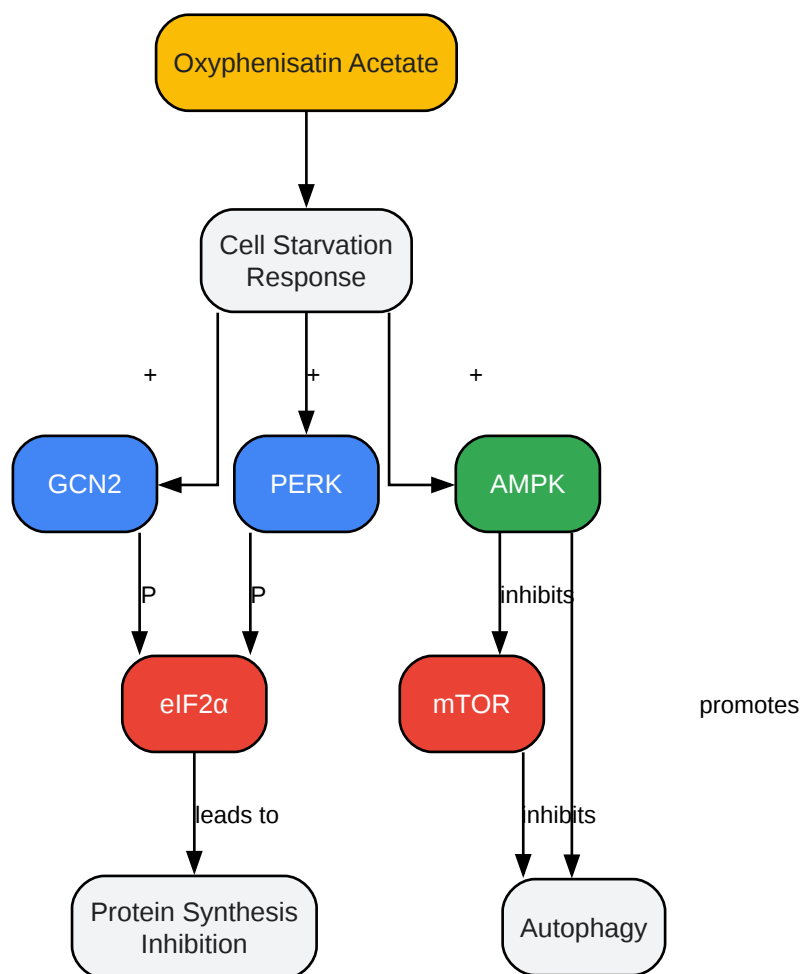 Oxyphenisatin Acetate
Cell Starvation
Response
+
+
+
GCN2
PERK
AMPK
P
P
inhibits
eIF2α
mTOR
promotes
leads to
inhibits
Protein Synthesis
Inhibition
Autophagy